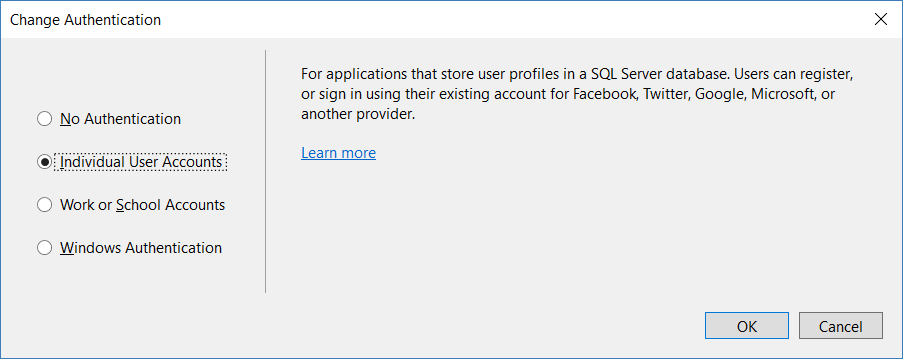 Change Authentication
No Authentication
Individual User Accounts
Work or School Accounts
Windows Authentication
For applications that store user profiles in a SQL Server database. Users can register,
or sign in using their existing account for Facebook, Twitter, Google, Microsoft, or
another provider.
Learn more
OK
Cancel